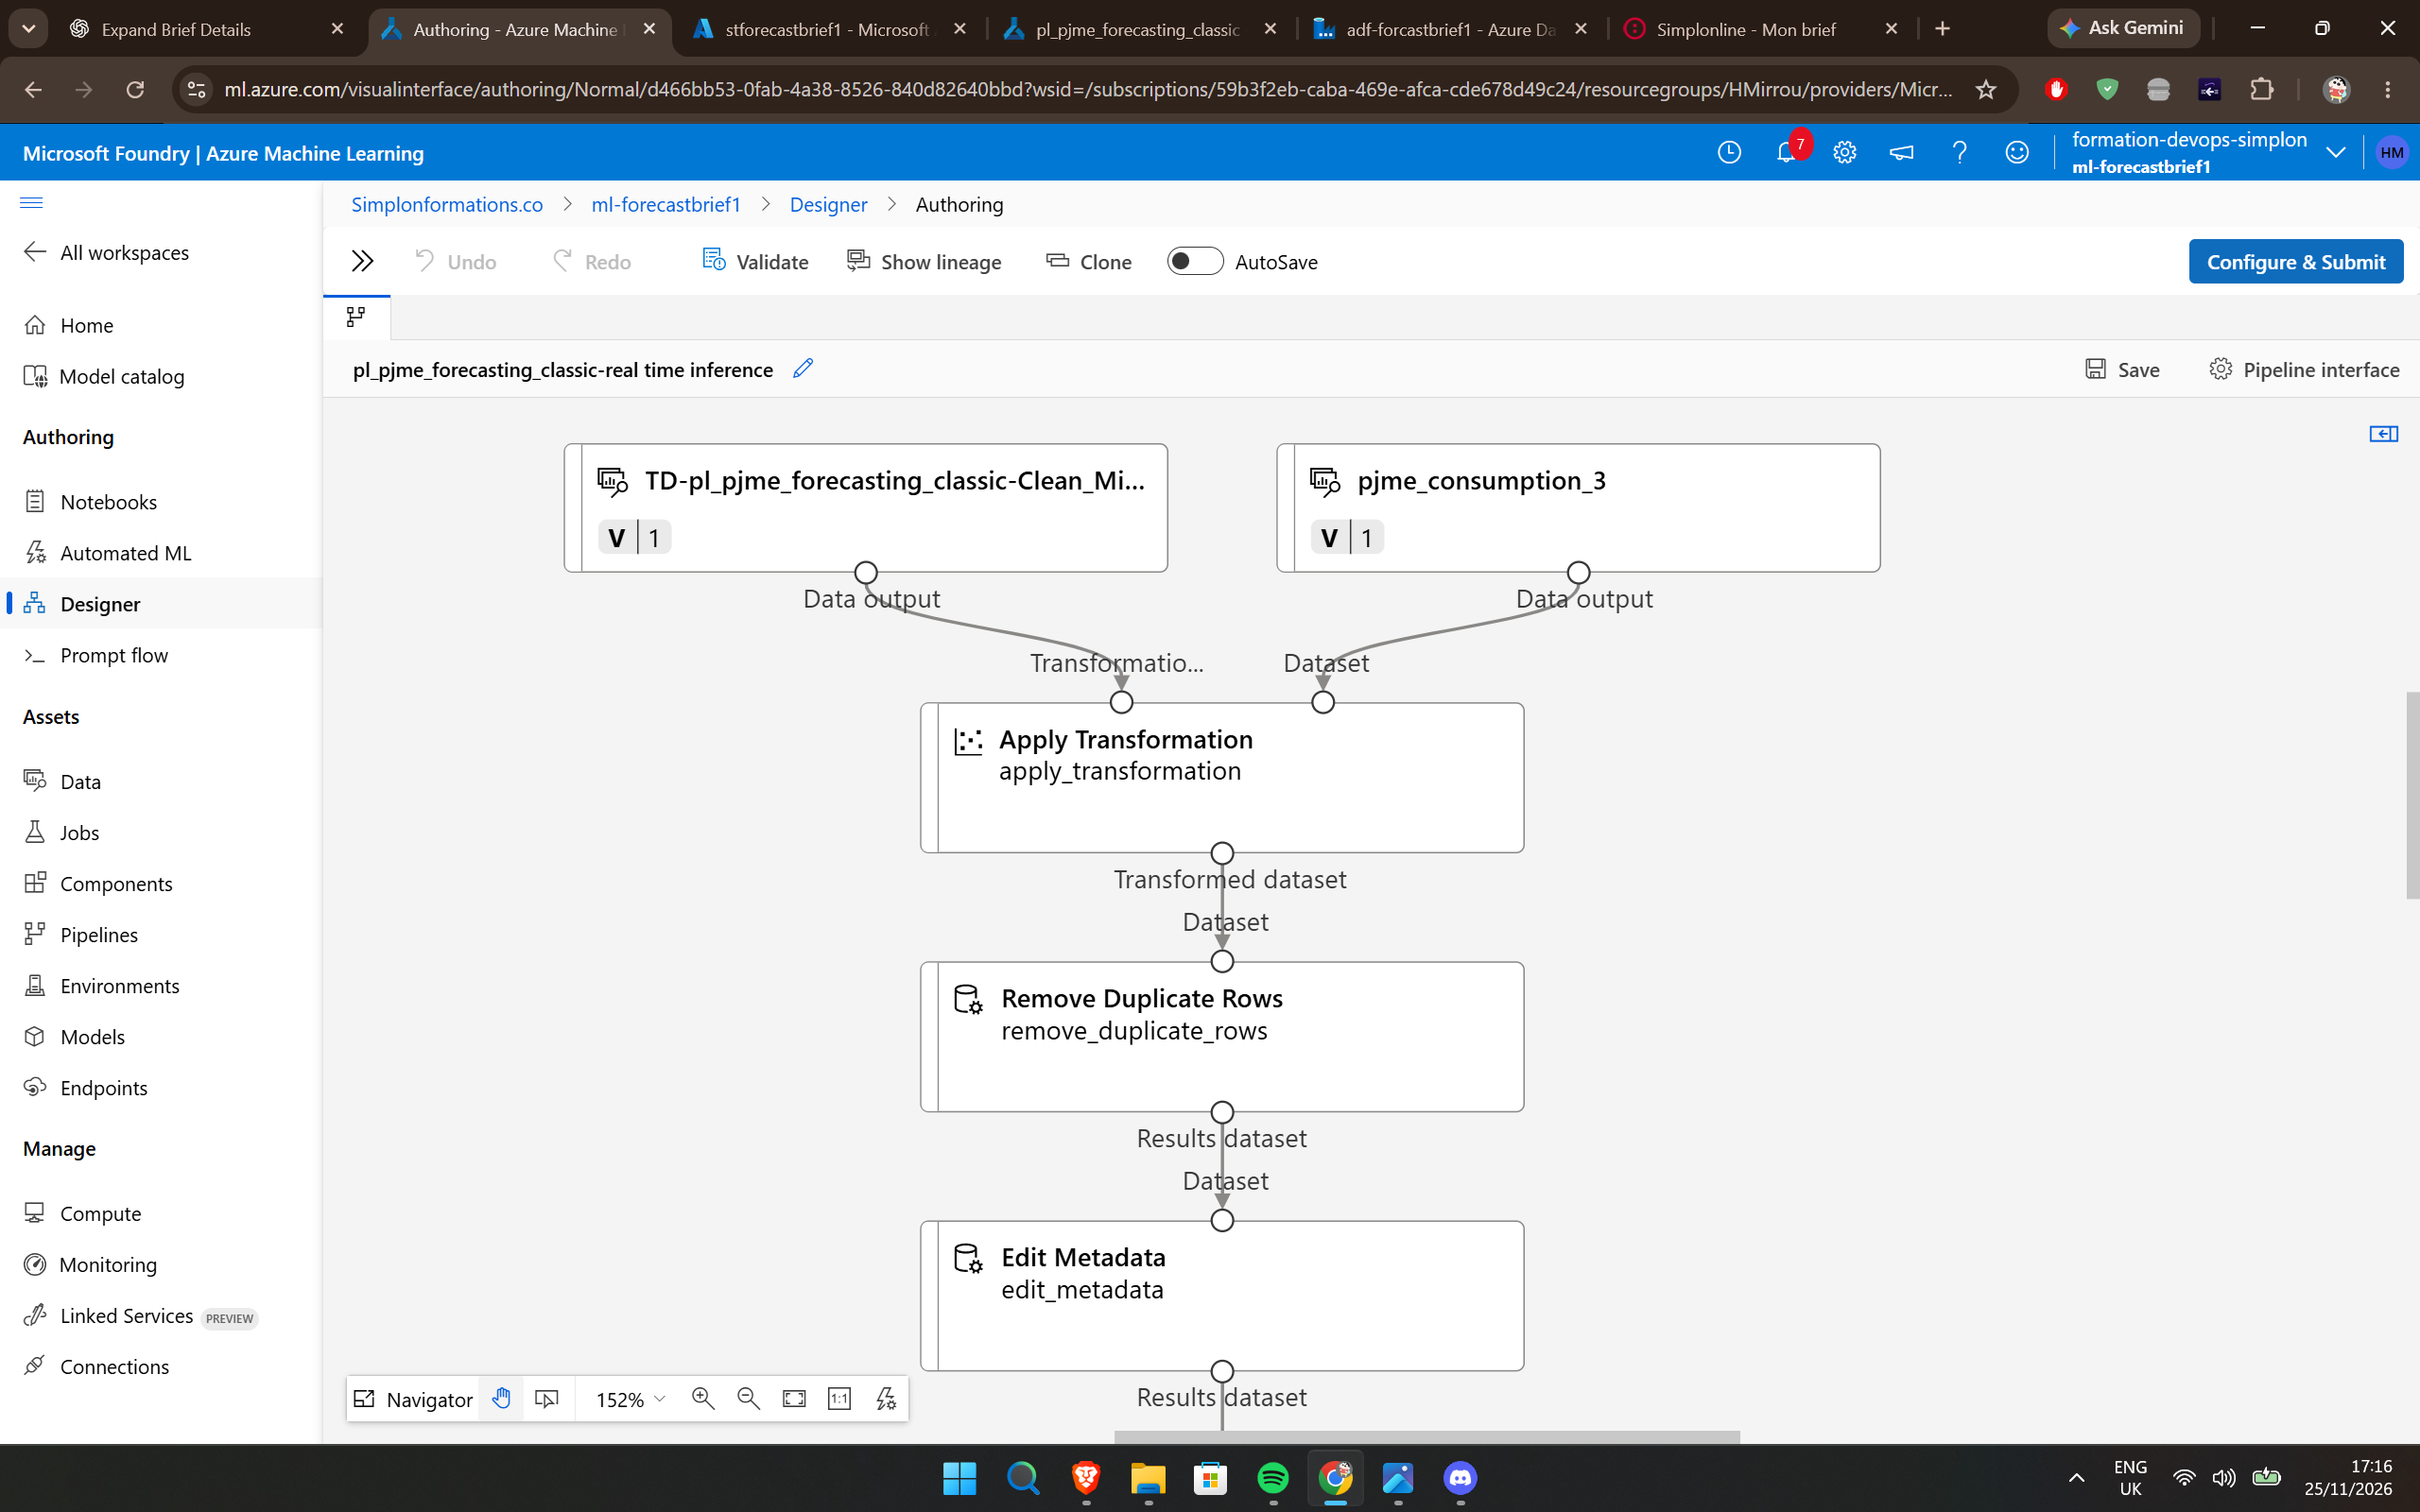 Expand Brief Details
Authoring - Azure Machine
stforecastbrief1 - Microsoft
pl_pjme_forecasting_classic
adf-forcastbrief1 - Azure Da
Simplonline - Mon brief
Ask Gemini
ml.azure.com/visualinterface/authoring/Normal/d466bb53-0fab-4a38-8526-840d82640bbd?wsid=/subscriptions/59b3f2eb-caba-469e-afca-cde678d49c24/resourcegroups/HMirrou/providers/Micr...
Microsoft Foundry | Azure Machine Learning
7
formation-devops-simplon
ml-forecastbrief1
HM
Simplonformations.co > ml-forecastbrief1 > Designer > Authoring
All workspaces
Home
Model catalog
Authoring
Notebooks
Automated ML
Designer
Prompt flow
Assets
Data
Jobs
Components
Pipelines
Environments
Models
Endpoints
Manage
Compute
Monitoring
Linked Services PREVIEW
Connections
Undo
Redo
Validate
Show lineage
Clone
AutoSave
Configure & Submit
pl_pjme_forecasting_classic-real time inference
Save
Pipeline interface
TD-pl_pjme_forecasting_classic-Clean_Mi...
V 1
Data output
pjme_consumption_3
V 1
Data output
Transformatio...
Dataset
Apply Transformation
apply_transformation
Transformed dataset
Dataset
Remove Duplicate Rows
remove_duplicate_rows
Results dataset
Dataset
Edit Metadata
edit_metadata
Results dataset
Navigator
152%
1:1
ENG
UK
17:16
25/11/2026